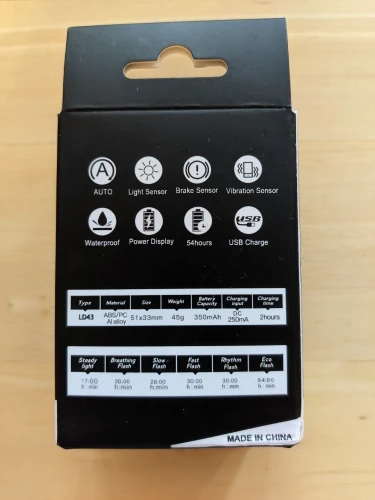 A
AUTO Light Sensor Brake Sensor Vibration Sensor
USB
Waterproof Power Display 54hours USB Charge
Type Material Size Weight Battery Capacity Charging input Charging time
LD43 ABS/PC Al alloy 51x33mm 45g 350mAh DC 250mA 2hours
Steady light Breathing Flash Slow - Flash Fast Flash Rhythm Flash Eco Flash
20:00 28:00 30:00 30:00 54:00
h : min h : min h : min h : min h : min h : min
MADE IN CHINA